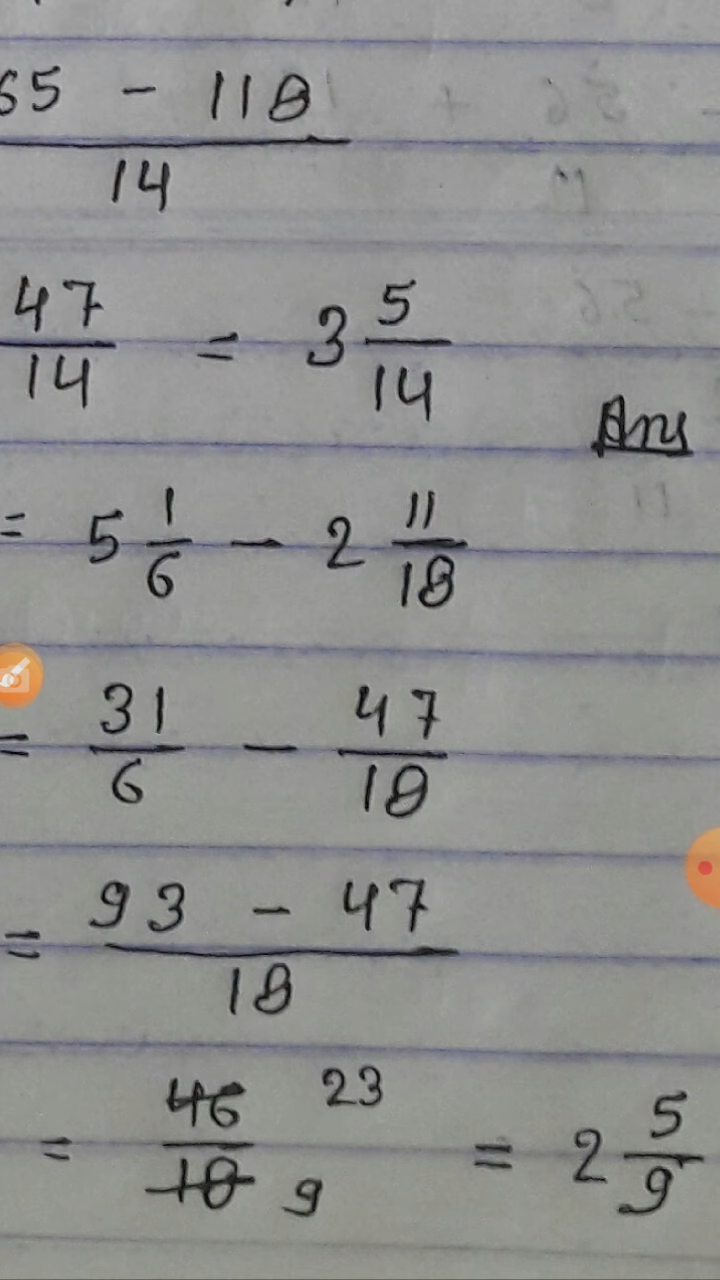 65 - 118 / 14
47/14 = 3 5/14
Ans
= 5 1/6 - 2 11/18
= 31/6 - 47/18
= 93 - 47 / 18
= 46/18 23/9 = 2 5/9